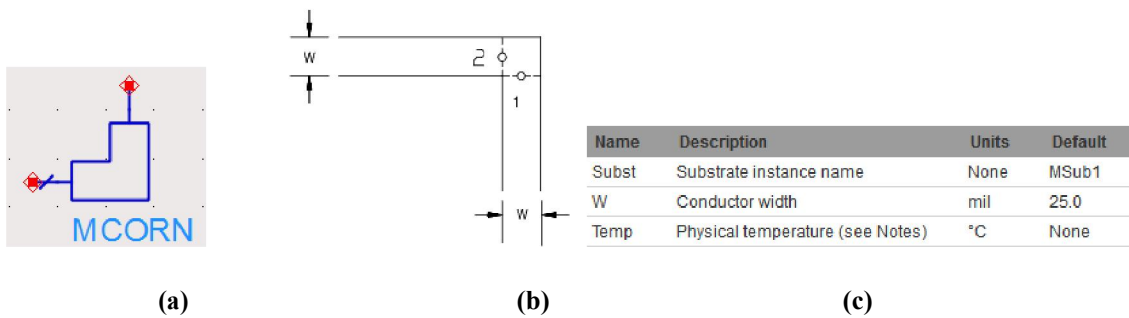 MCORN
W
2
1
W
Name Description Units Default
Subst Substrate instance name None MSub1
W Conductor width mil 25.0
Temp Physical temperature (see Notes) °C None
(a) (b) (c)